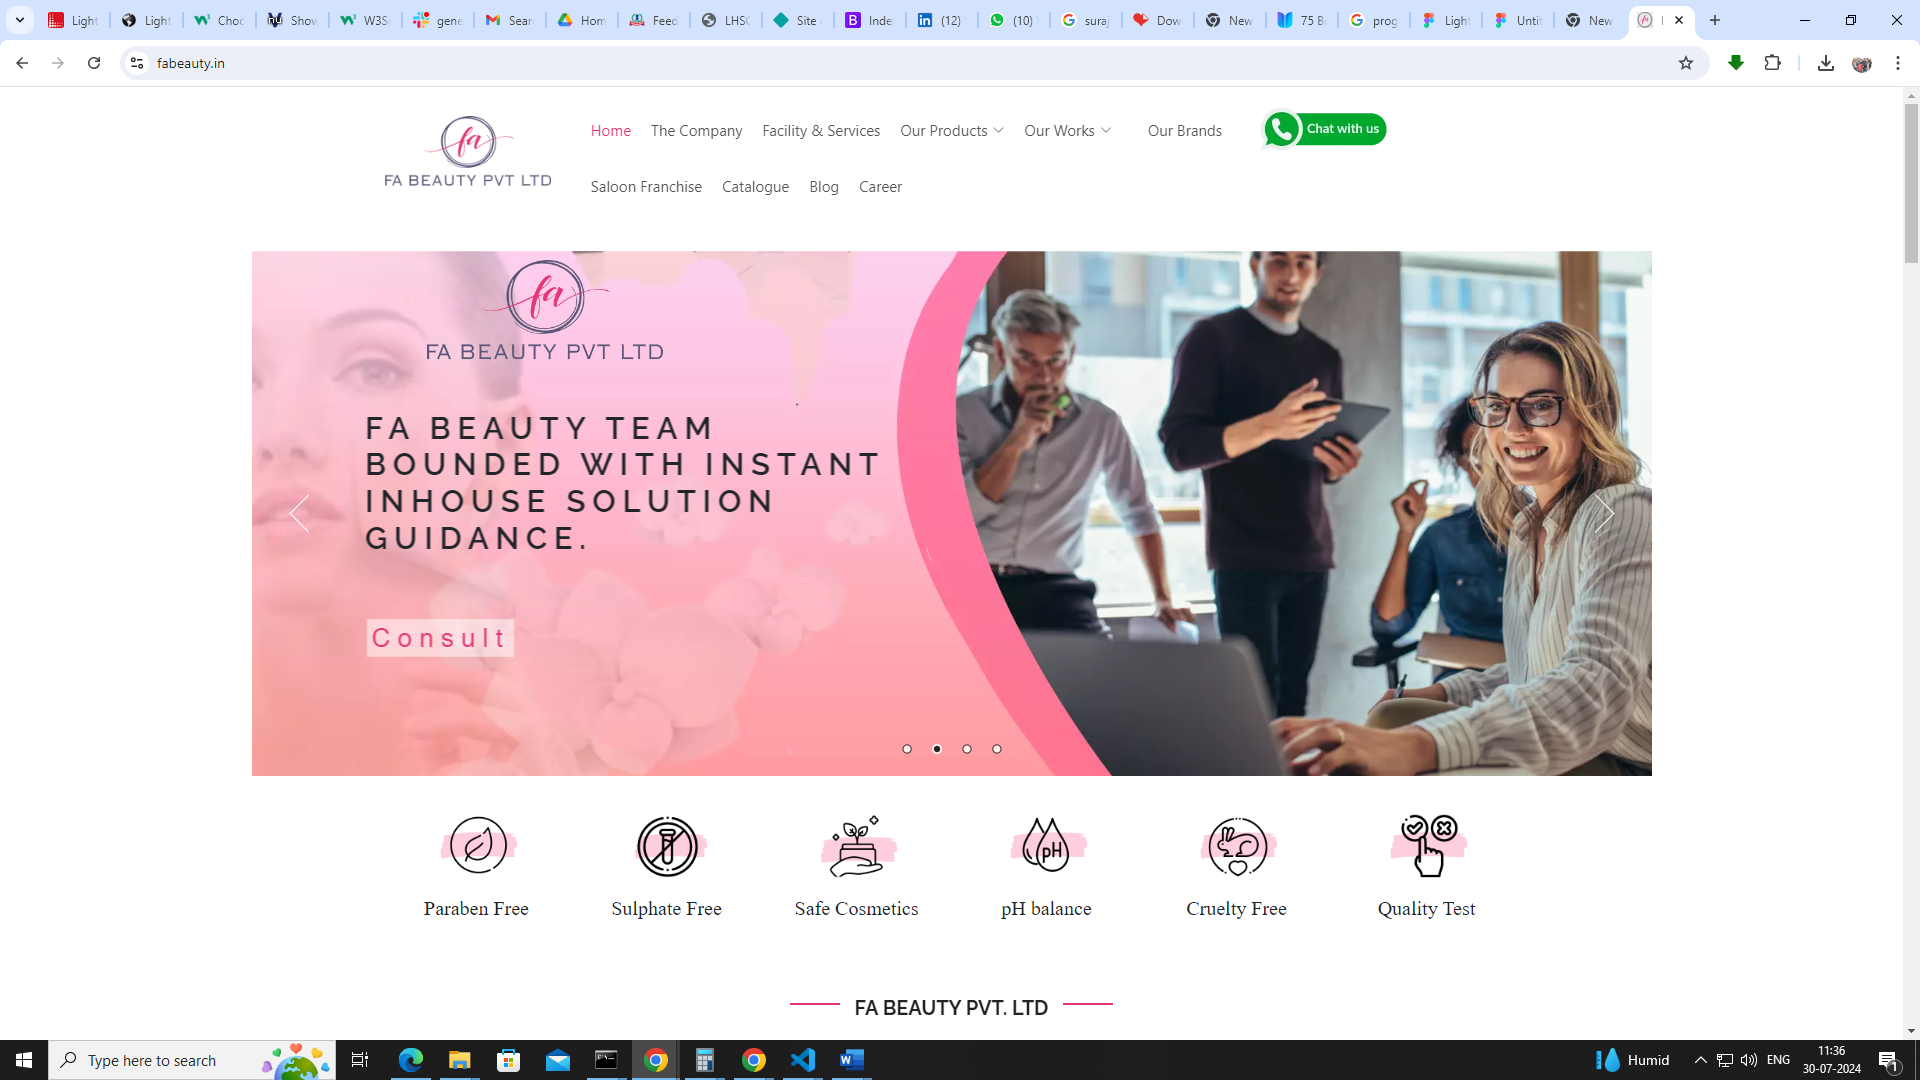 Light
Light
W3Sc
gene
Sear
Hom
Feed
LHSC
Site
Inde
(12)
(10)
suraj
Dow
New
75 B
prog
Light
Untit
New
fabeauty.in
Home The Company Facility & Services Our Products Our Works Our Brands Chat with us
fa
FA BEAUTY PVT LTD
Saloon Franchise Catalogue Blog Career
fa
FA BEAUTY PVT LTD
FA BEAUTY TEAM
BOUNDED WITH INSTANT
INHOUSE SOLUTION
GUIDANCE.
Consult
pH
Paraben Free Sulphate Free Safe Cosmetics pH balance Cruelty Free Quality Test
FA BEAUTY PVT. LTD
Type here to search
Humid
ENG
11:36
30-07-2024
1